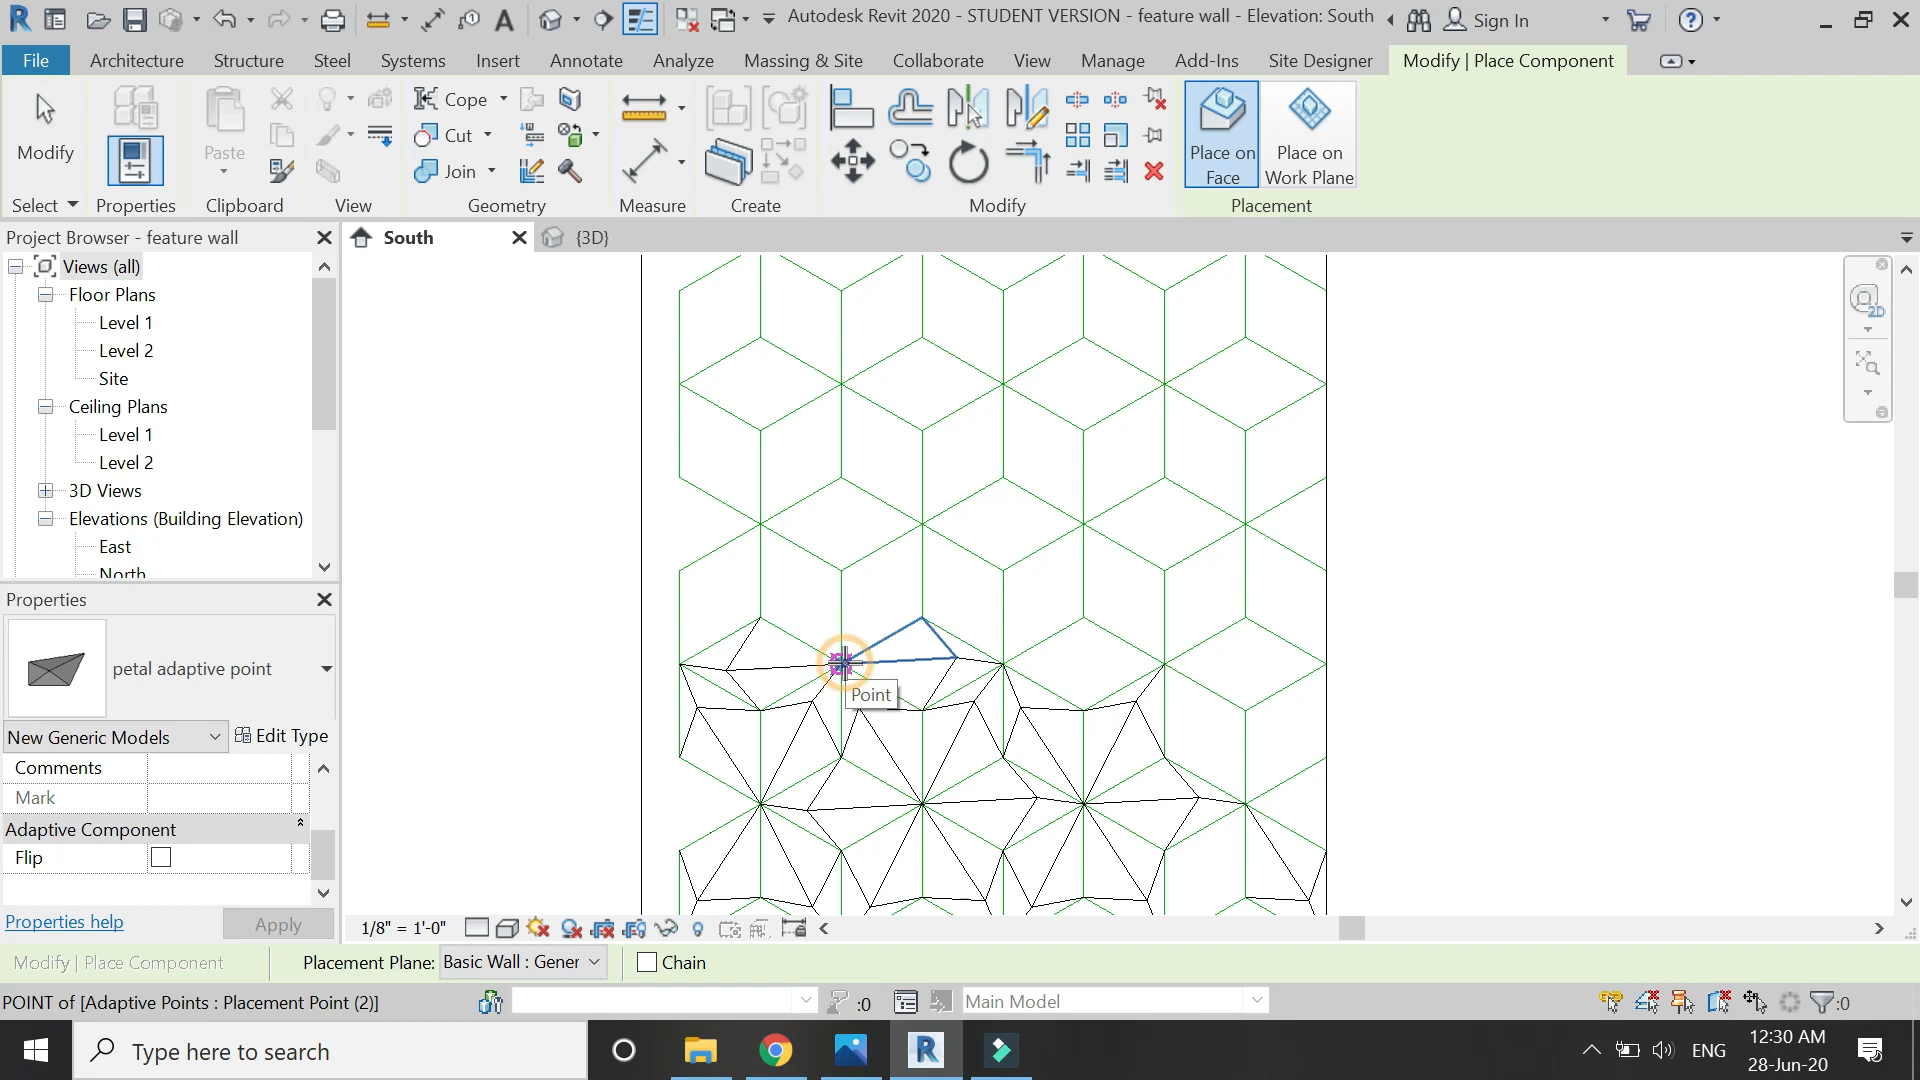 Autodesk Revit 2020 - STUDENT VERSION - feature wall - Elevation: South
Sign In
File Architecture Structure Steel Systems Insert Annotate Analyze Massing & Site Collaborate View Manage Add-Ins Site Designer Modify | Place Component
Modify
Paste
Cope
Cut
Join
Place on Face
Place on Work Plane
Select Properties Clipboard View Geometry Measure Create Modify Placement
Project Browser - feature wall
South
{3D}
Views (all)
Floor Plans
Level 1
Level 2
Site
Ceiling Plans
Level 1
Level 2
3D Views
Elevations (Building Elevation)
East
North
2D
Properties
petal adaptive point
New Generic Models
Edit Type
Comments
Mark
Adaptive Component
Flip
Properties help
Apply
Point
1/8" = 1'-0"
Modify | Place Component
Placement Plane: Basic Wall : Gener
Chain
POINT of [Adaptive Points : Placement Point (2)]
:0
Main Model
:0
Type here to search
ENG
12:30 AM
28-Jun-20